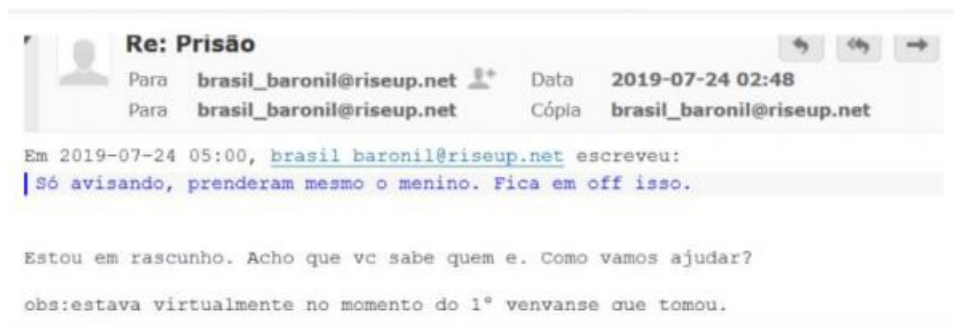 Re: Prisão
Para brasil_baronil@riseup.net Data 2019-07-24 02:48
Para brasil_baronil@riseup.net Cópia brasil_baronil@riseup.net
Em 2019-07-24 05:00, brasil_baronil@riseup.net escreveu:
Só avisando, prenderam mesmo o menino. Fica em off isso.
Estou em rascunho. Acho que vc sabe quem e. Como vamos ajudar?
obs:estava virtualmente no momento do 1º venvanse que tomou.